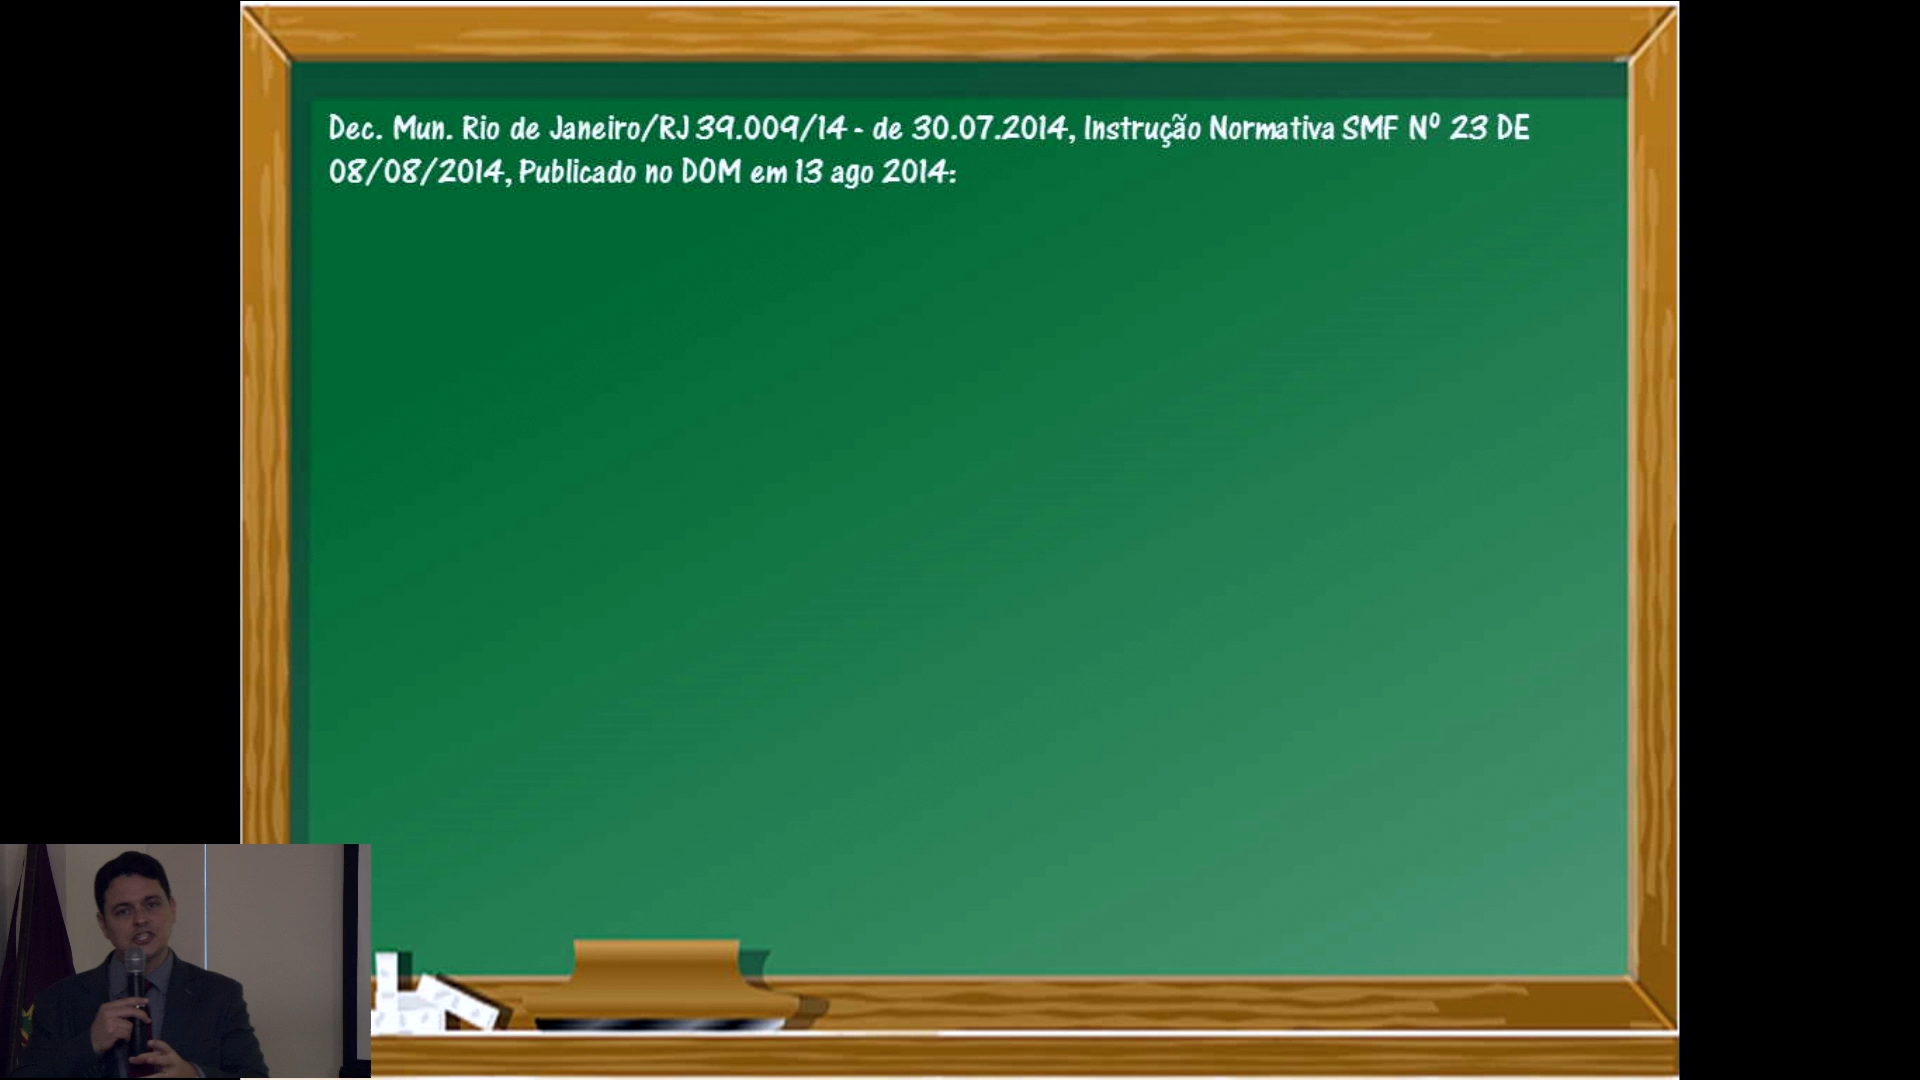 Dec. Mun. Rio de Janeiro/RJ 39.009/14 - de 30.07.2014, Instrução Normativa SMF Nº 23 DE
08/08/2014, Publicado no DOM em 13 ago 2014: